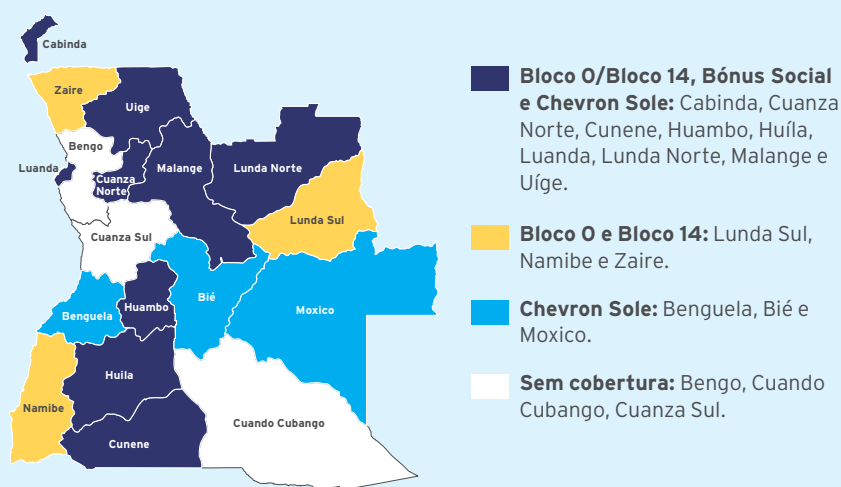 Cabinda
Zaire
Uige
Bengo
Luanda
Cuanza
Norte
Malange
Lunda Norte
Lunda Sul
Cuanza Sul
Benguela
Huambo
Bié
Moxico
Huila
Namibe
Cunene
Cuando Cubango
Bloco 0/Bloco 14, Bónus Social
e Chevron Sole: Cabinda, Cuanza
Norte, Cunene, Huambo, Huíla,
Luanda, Lunda Norte, Malange e
Uíge.
Bloco 0 e Bloco 14: Lunda Sul,
Namibe e Zaire.
Chevron Sole: Benguela, Bié e
Moxico.
Sem cobertura: Bengo, Cuando
Cubango, Cuanza Sul.